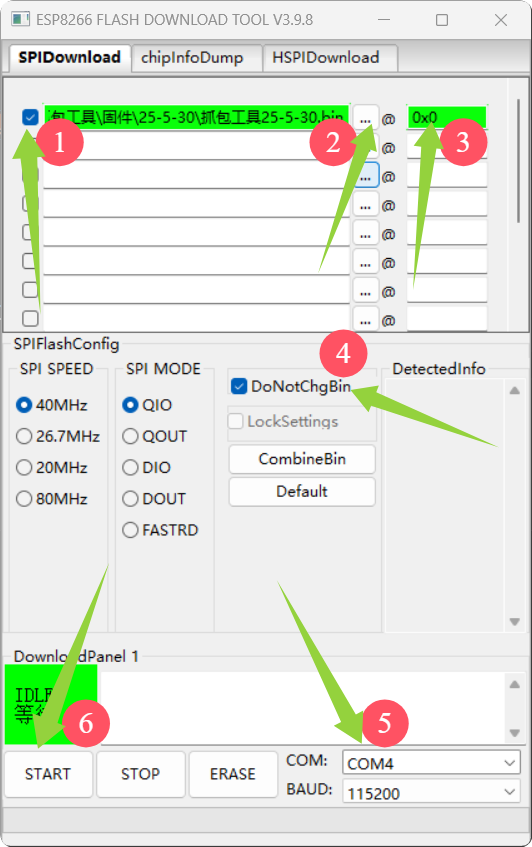 ESP8266 FLASH DOWNLOAD TOOL V3.9.8
SPIDownload chipInfoDump HSPIDownload
包工具\固件\25-5-30\抓包工具25-5-30.bin ... @ 0x0
1 2 3
@
... @
... @
... @
... @
... @
... @
SPIFlashConfig
SPI SPEED
40MHz
26.7MHz
20MHz
80MHz
SPI MODE
QIO
QOUT
DIO
DOUT
FASTRD
4
DoNotChgBin
LockSettings
CombineBin
Default
DetectedInfo
DownloadPanel 1
IDLE
6
5
START STOP ERASE
COM: COM4
BAUD: 115200